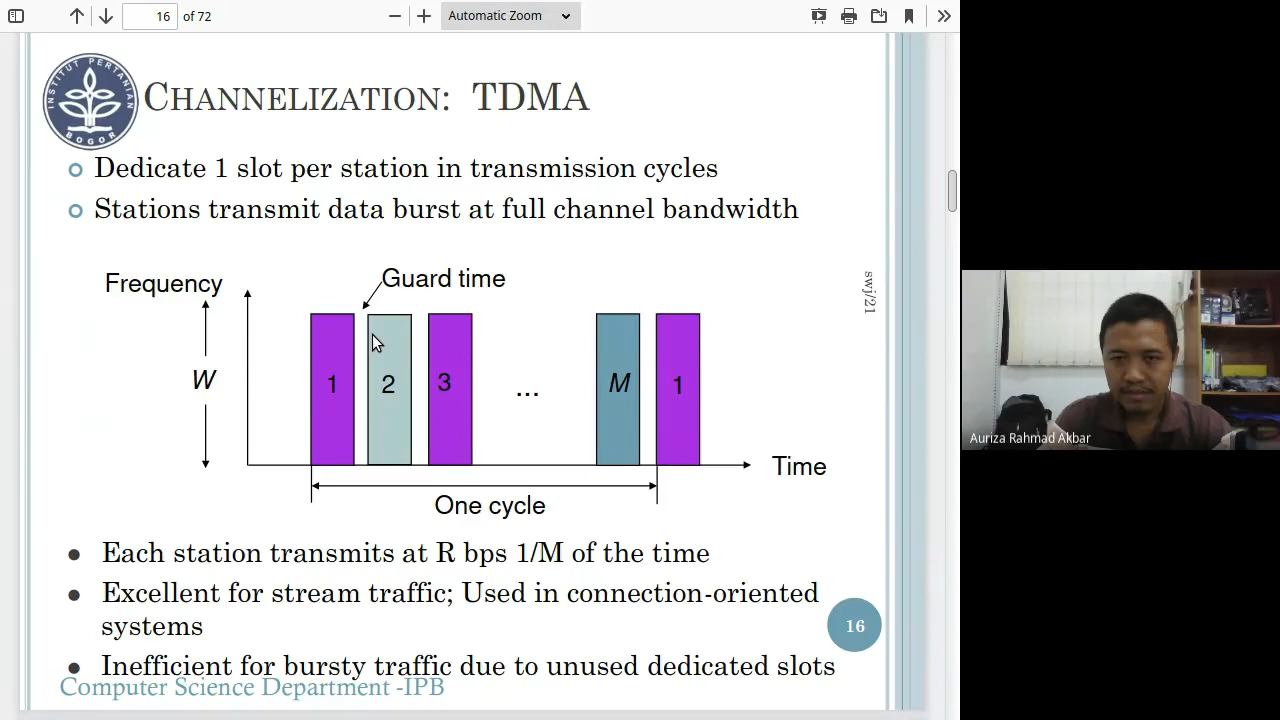 16 of 72
Automatic Zoom
INSTITUT PERTANIAN
BOGOR
CHANNELIZATION: TDMA
Dedicate 1 slot per station in transmission cycles
Stations transmit data burst at full channel bandwidth
swj/21
Guard time
Frequency
W
1 2 3 ... M 1
Time
One cycle
Each station transmits at R bps 1/M of the time
Excellent for stream traffic; Used in connection-oriented
systems
16
Inefficient for bursty traffic due to unused dedicated slots
Computer Science Department -IPB
Auriza Rahmad Akbar